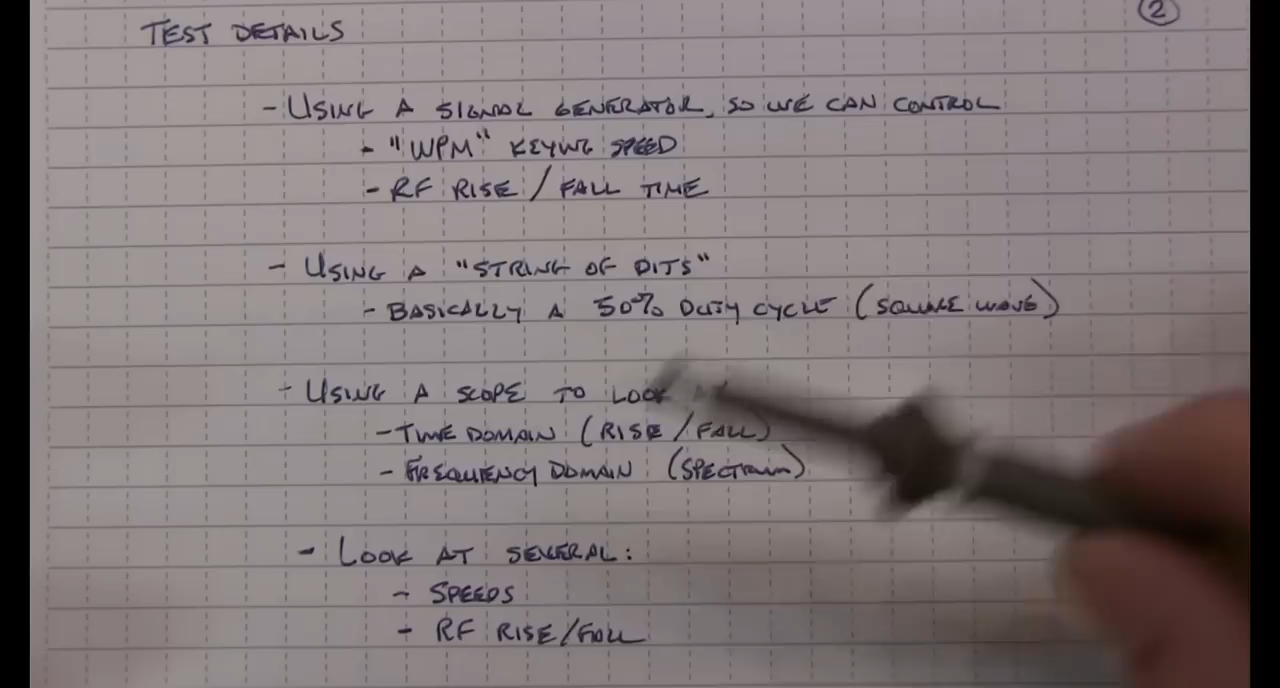 ②
TEST DETAILS
- USING A SIGNAL GENERATOR, SO WE CAN CONTROL
- "WPM" KEYING SPEED
- RF RISE / FALL TIME
- USING A "STRING OF DITS"
- BASICALLY A 50% DUTY CYCLE (SQUARE WAVE)
- USING A SCOPE TO LOOK
- TIME DOMAIN (RISE / FALL)
- FREQUENCY DOMAIN (SPECTRUM)
- LOOK AT SEVERAL:
- SPEEDS
- RF RISE/FALL